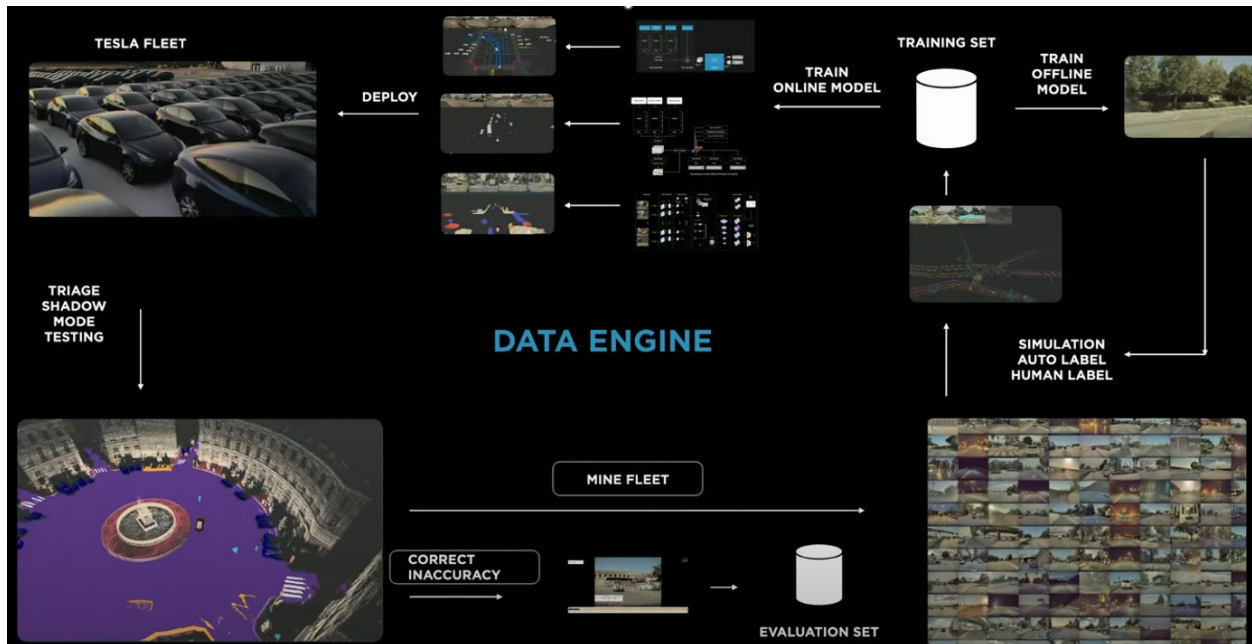 TESLA FLEET
DEPLOY
TRAIN
ONLINE MODEL
TRAINING SET
TRAIN
OFFLINE
MODEL
TRIAGE
SHADOW
MODE
TESTING
DATA ENGINE
SIMULATION
AUTO LABEL
HUMAN LABEL
MINE FLEET
CORRECT
INACCURACY
EVALUATION SET